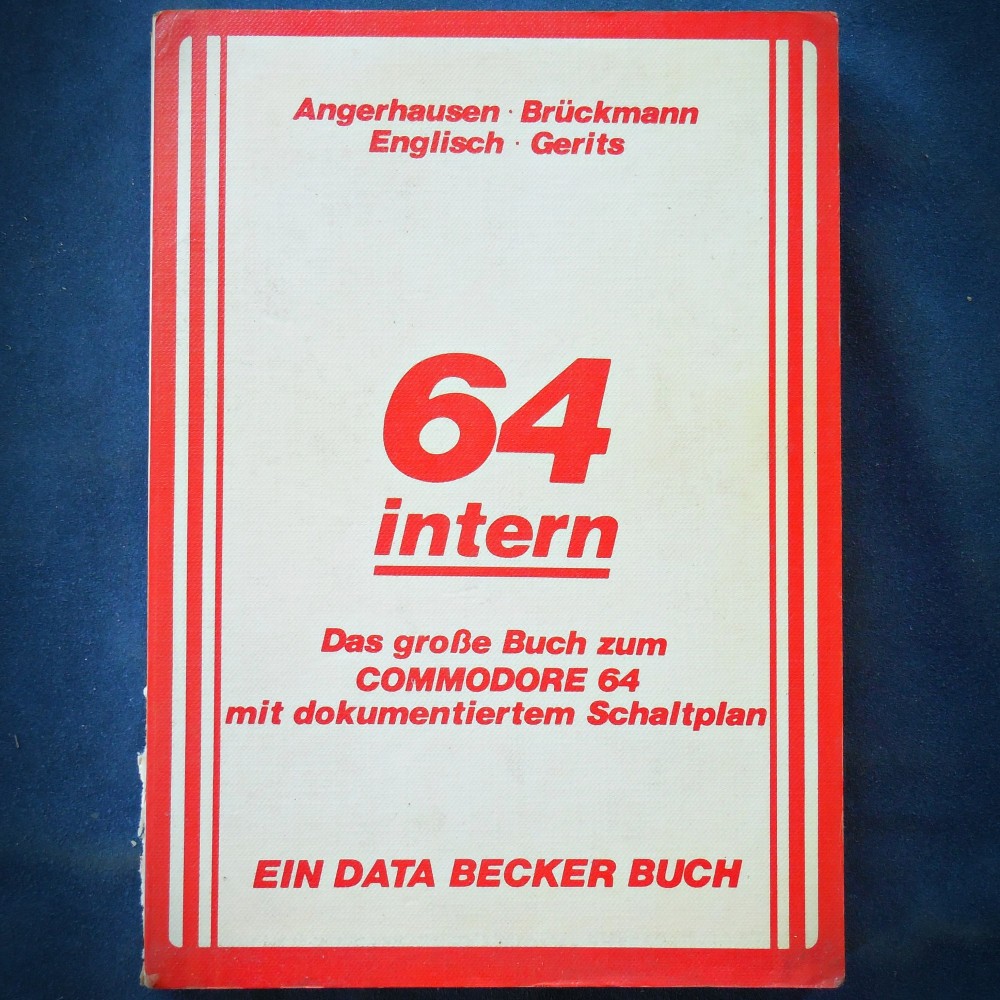 Angerhausen · Brückmann
Englisch · Gerits
64
intern
Das große Buch zum
COMMODORE 64
mit dokumentiertem Schaltplan
EIN DATA BECKER BUCH